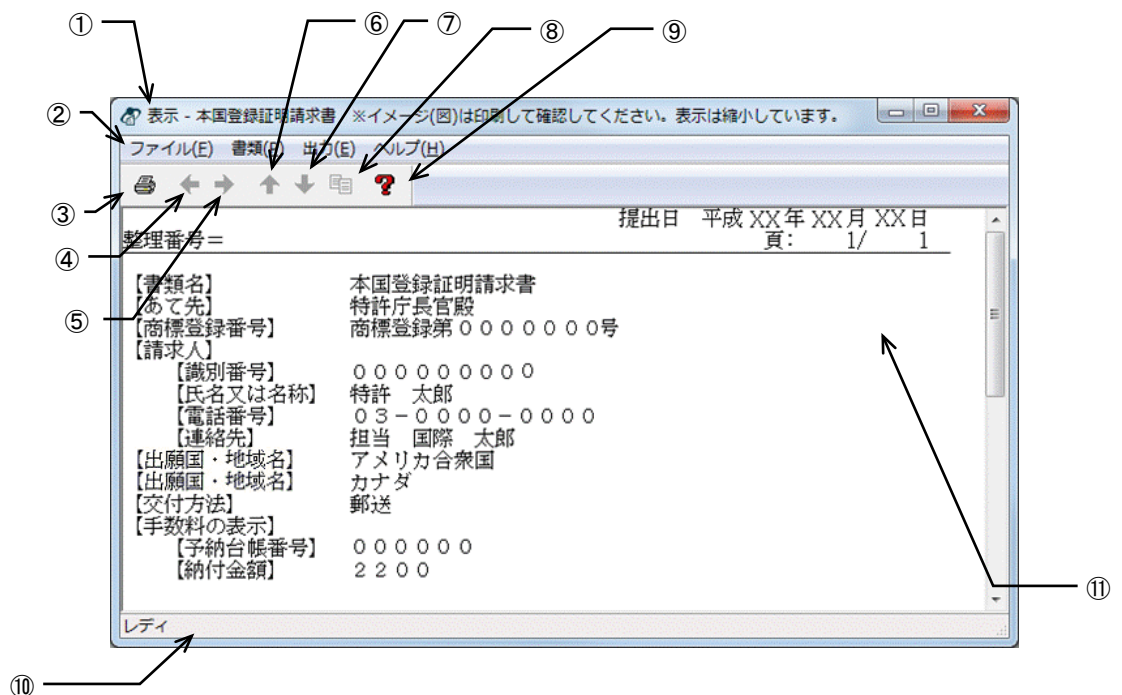 ① ⑥ ⑦ ⑧ ⑨
② 表示 - 本国登録証明請求書 ※イメージ(図)は印刷して確認してください。表示は縮小しています。
ファイル(F) 書類(P) 出力(E) ヘルプ(H)
③ ?
提出日 平成 XX年 XX月 XX日
整理番号= 頁: 1/ 1
④
【書類名】 本国登録証明請求書
【あて先】 特許庁長官殿
⑤
【商標登録番号】 商標登録第0000000号
【請求人】
【識別番号】 000000000
【氏名又は名称】 特許 太郎
【電話番号】 03-0000-0000
【連絡先】 担当 国際 太郎
【出願国・地域名】 アメリカ合衆国
【出願国・地域名】 カナダ
【交付方法】 郵送
【手数料の表示】
【予納台帳番号】 000000
【納付金額】 2200
⑪
レディ
⑩